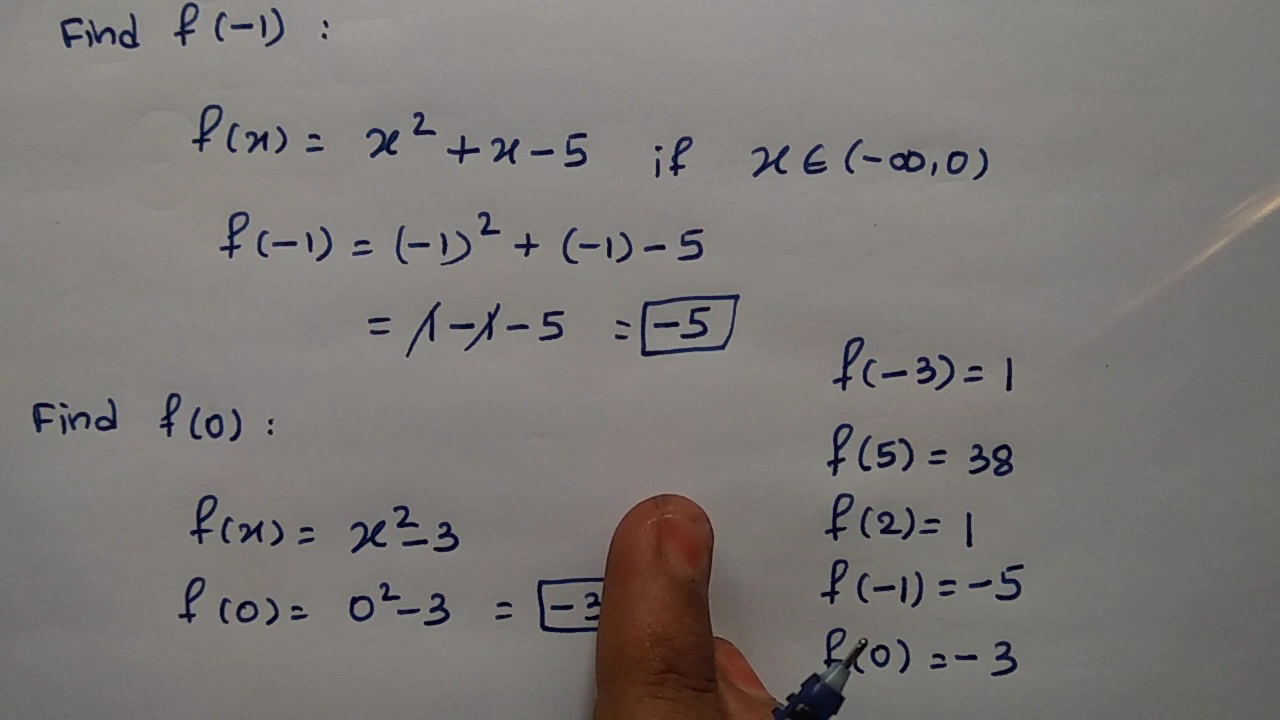 Find f(-1) :
f(x) = x² + x - 5 if x ∈ (-∞, 0)
f(-1) = (-1)² + (-1) - 5
= 1 - 1 - 5 = -5
Find f(0) :
f(x) = x² - 3
f(0) = 0² - 3 = -3
f(-3) = 1
f(5) = 38
f(2) = 1
f(-1) = -5
f(0) = -3